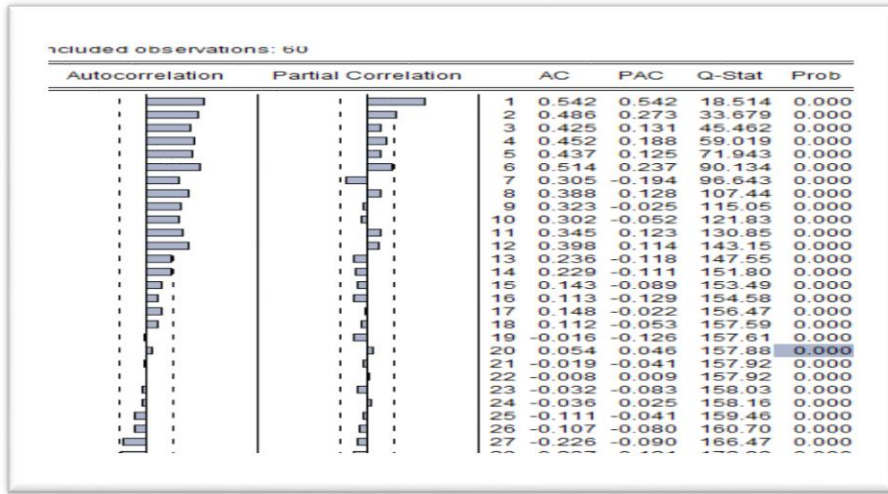 ncluded observations: 60
Autocorrelation Partial Correlation AC PAC Q-Stat Prob
1 0.542 0.542 18.514 0.000
2 0.486 0.273 33.679 0.000
3 0.425 0.131 45.462 0.000
4 0.452 0.188 59.019 0.000
5 0.437 0.125 71.943 0.000
6 0.514 0.237 90.134 0.000
7 0.305 -0.194 96.643 0.000
8 0.388 0.128 107.44 0.000
9 0.323 -0.025 115.05 0.000
10 0.302 -0.052 121.83 0.000
11 0.345 0.123 130.85 0.000
12 0.398 0.114 143.15 0.000
13 0.236 -0.118 147.55 0.000
14 0.229 -0.111 151.80 0.000
15 0.143 -0.089 153.49 0.000
16 0.113 -0.129 154.58 0.000
17 0.148 -0.022 156.47 0.000
18 0.112 -0.053 157.59 0.000
19 -0.016 -0.126 157.61 0.000
20 0.054 0.046 157.88 0.000
21 -0.019 -0.041 157.92 0.000
22 -0.008 0.009 157.92 0.000
23 -0.032 -0.083 158.03 0.000
24 -0.036 0.025 158.16 0.000
25 -0.111 -0.041 159.46 0.000
26 -0.107 -0.080 160.70 0.000
27 -0.226 -0.090 166.47 0.000